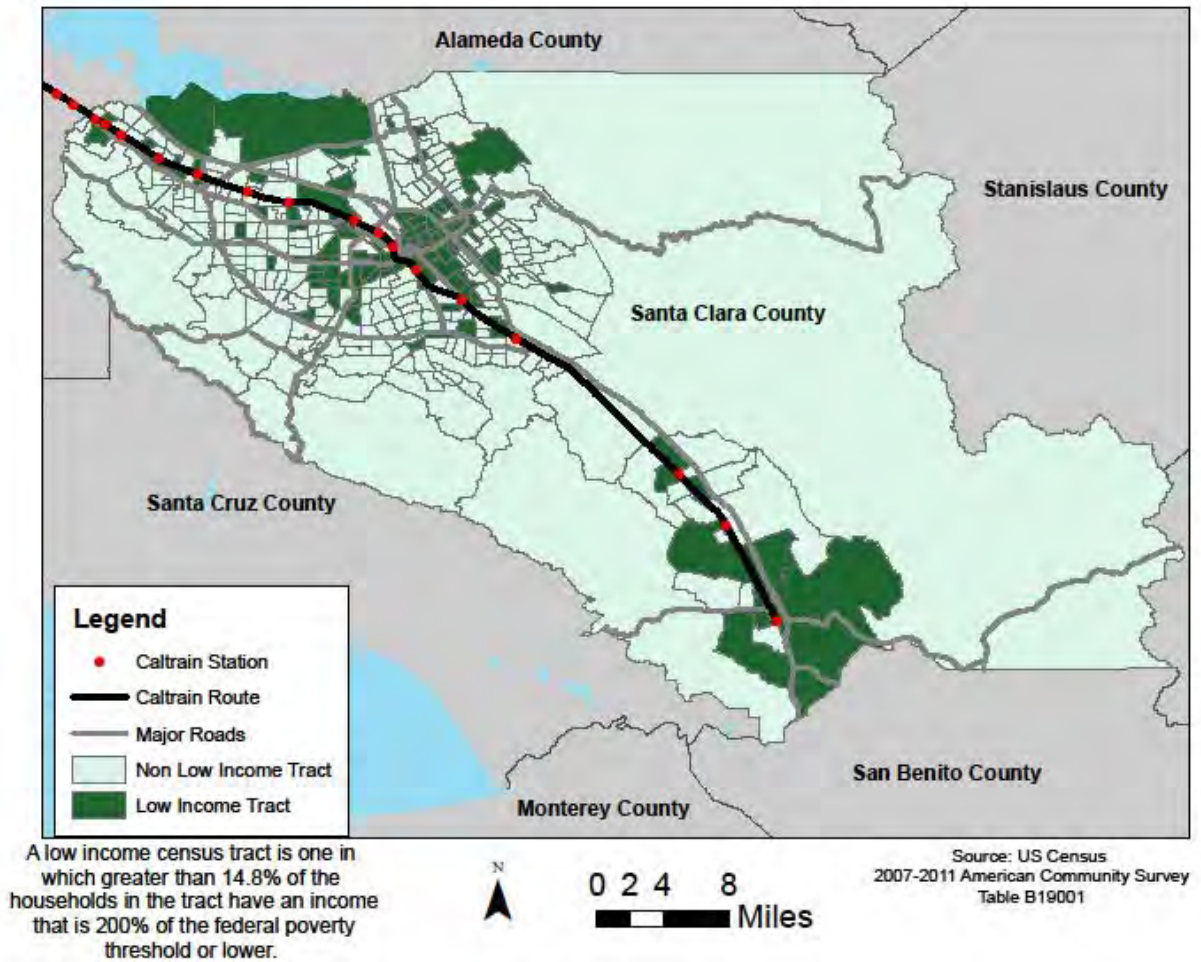 Alameda County
Stanislaus County
Santa Clara County
Santa Cruz County
Legend
Caltrain Station
Caltrain Route
Major Roads
Non Low Income Tract
Low Income Tract
San Benito County
Monterey County
A low income census tract is one in
which greater than 14.8% of the
households in the tract have an income
that is 200% of the federal poverty
threshold or lower.
N
0 2 4 8
Miles
Source: US Census
2007-2011 American Community Survey
Table B19001